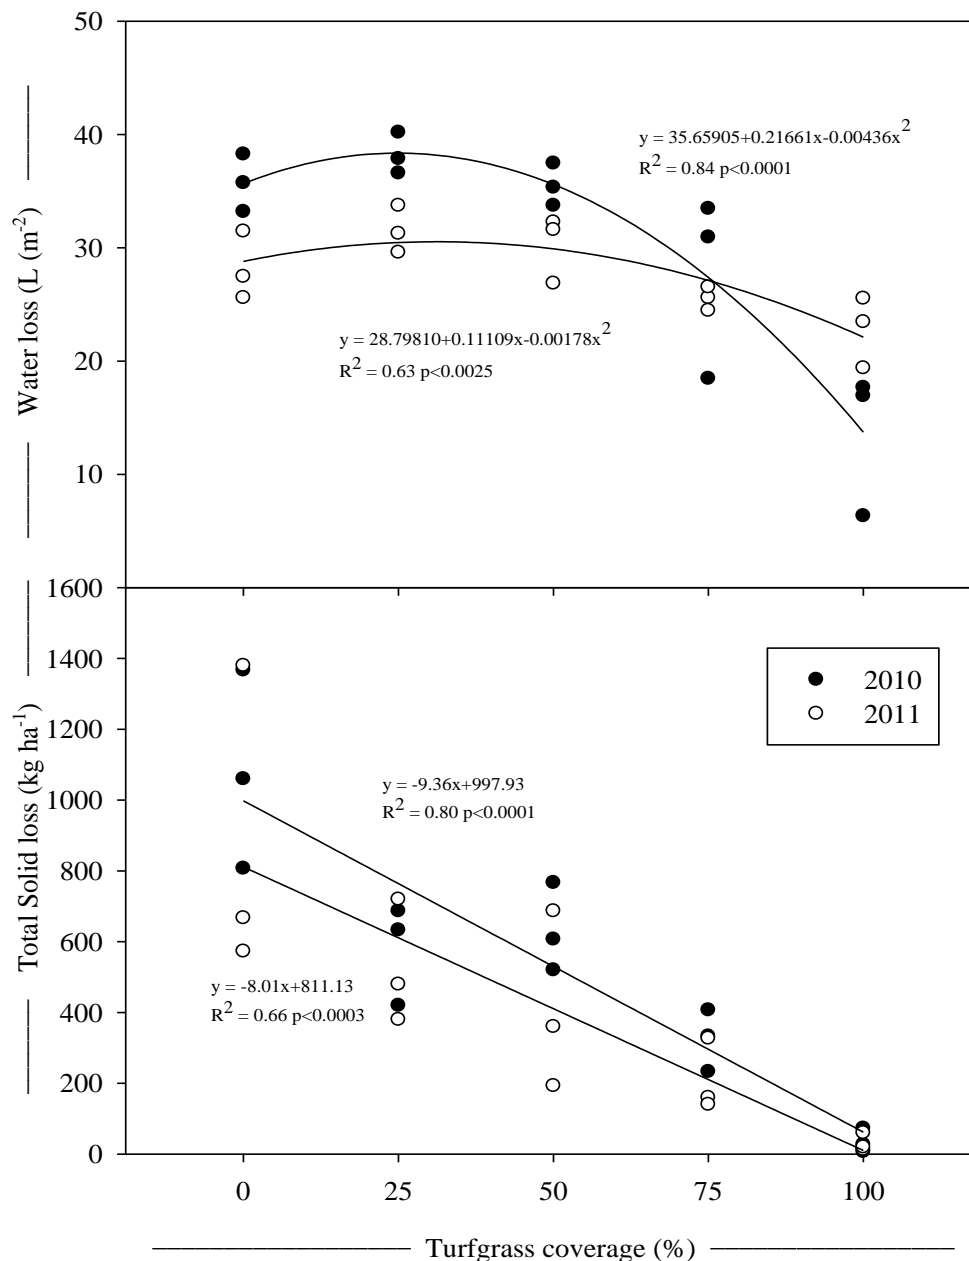 50
40
30
20
10
Water loss (L (m-2)
y = 35.65905+0.21661x-0.00436x2
R2 = 0.84 p<0.0001
y = 28.79810+0.11109x-0.00178x2
R2 = 0.63 p<0.0025
1600
1400
1200
1000
800
600
400
200
0
Total Solid loss (kg ha-1)
2010
2011
y = -9.36x+997.93
R2 = 0.80 p<0.0001
y = -8.01x+811.13
R2 = 0.66 p<0.0003
0 25 50 75 100
Turfgrass coverage (%)